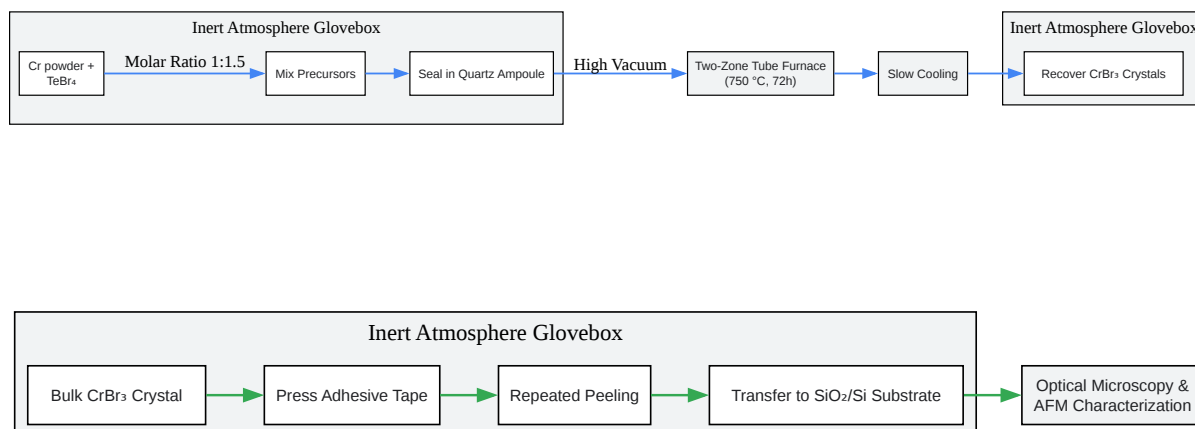 Inert Atmosphere Glovebox
Inert Atmosphere Glovebox
Cr powder +
TeBr₄
Molar Ratio 1:1.5
Mix Precursors
Seal in Quartz Ampoule
High Vacuum
Two-Zone Tube Furnace
(750 °C, 72h)
Slow Cooling
Recover CrBr₃ Crystals
Inert Atmosphere Glovebox
Bulk CrBr₃ Crystal
Press Adhesive Tape
Repeated Peeling
Transfer to SiO₂/Si Substrate
Optical Microscopy &
AFM Characterization